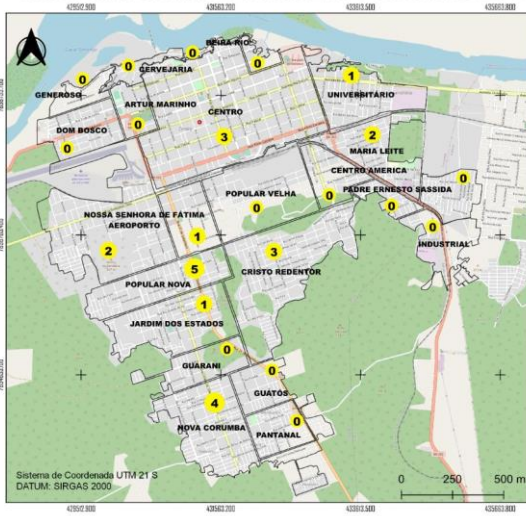 BEIRA RIO
0
0
CERVEJARIA
0
0
1
GENEROSO
UNIVERSITÁRIO
ARTUR MARINHO
CENTRO
0
DOM BOSCO
3
2
0
MARIA LEITE
CENTRO AMERICA
0
POPULAR VELHA
PADRE ERNESTO SASSIDA
0
0
0
NOSSA SENHORA DE FÁTIMA
AEROPORTO
0
1
INDUSTRIAL
2
3
5
CRISTO REDENTOR
POPULAR NOVA
1
JARDIM DOS ESTADOS
0
GUARANI
0
GUATÓS
4
0
NOVA CORUMBA
PANTANAL
Sistema de Coordenada UTM 21 S
DATUM: SIRGAS 2000
0 250 500 m